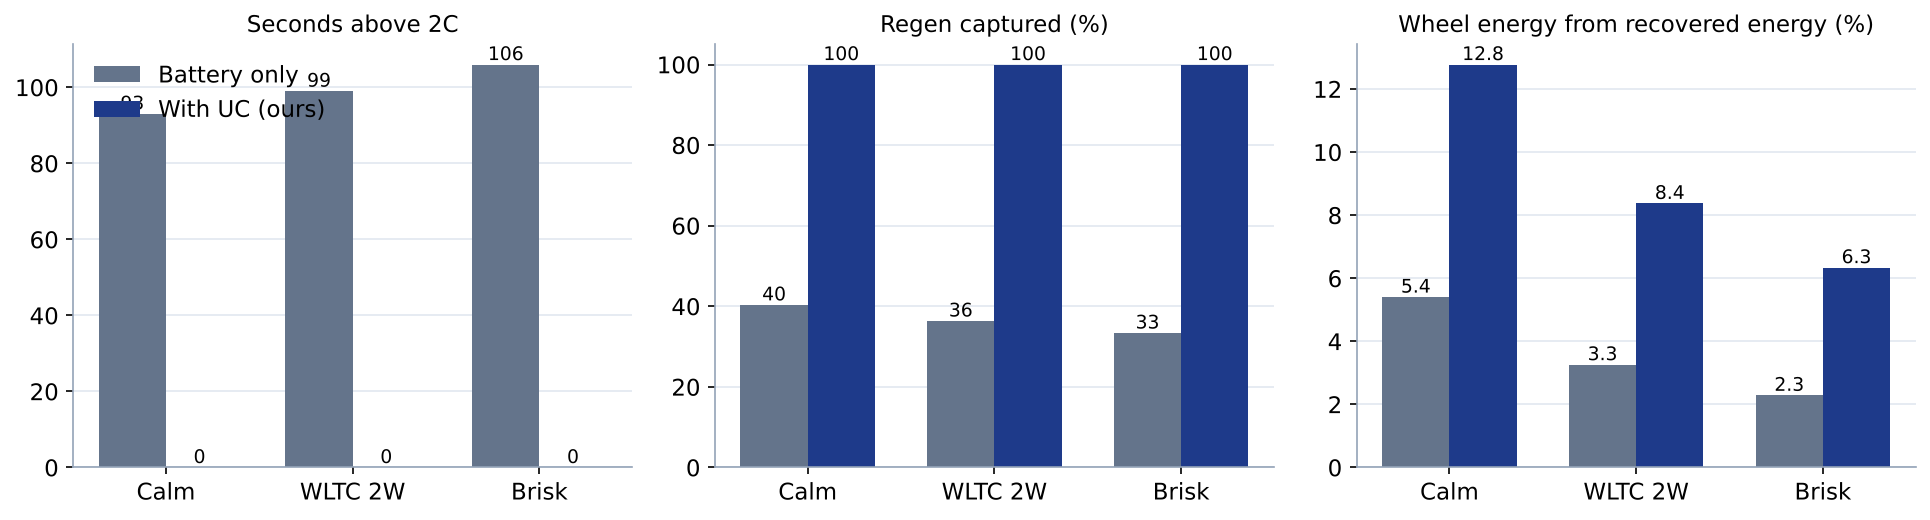 Seconds above 2C
Battery only
With UC (ours)
93
99
106
0
0
0
100
80
60
40
20
0
Calm
WLTC 2W
Brisk
Regen captured (%)
100
100
100
40
36
33
100
80
60
40
20
0
Calm
WLTC 2W
Brisk
Wheel energy from recovered energy (%)
12.8
8.4
6.3
5.4
3.3
2.3
12
10
8
6
4
2
0
Calm
WLTC 2W
Brisk